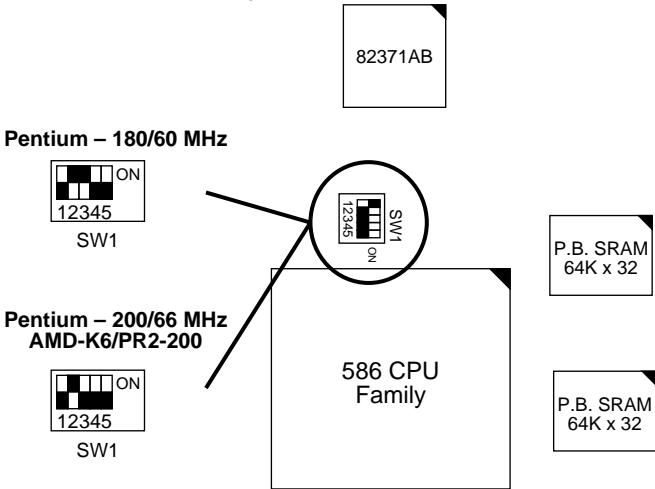 82371AB
Pentium – 180/60 MHz
ON
12345
SW1
12345
SW1
ON
P.B. SRAM
64K x 32
Pentium – 200/66 MHz
AMD-K6/PR2-200
ON
12345
SW1
586 CPU
Family
P.B. SRAM
64K x 32